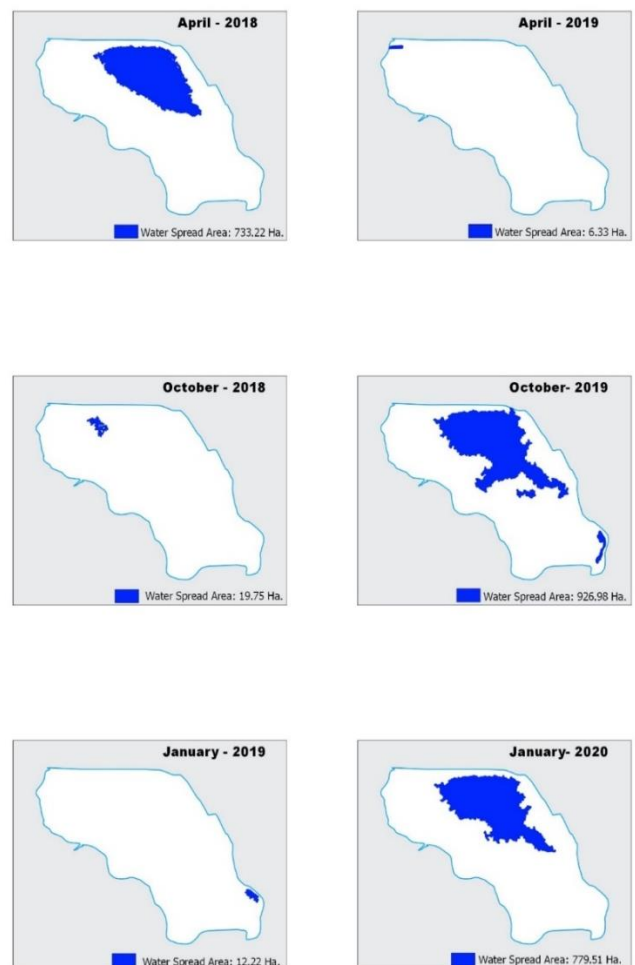 April - 2018
Water Spread Area: 733.22 Ha.
April - 2019
Water Spread Area: 6.33 Ha.
October - 2018
Water Spread Area: 19.75 Ha.
October- 2019
Water Spread Area: 926.98 Ha.
January - 2019
Water Spread Area: 12.22 Ha.
January- 2020
Water Spread Area: 779.51 Ha.